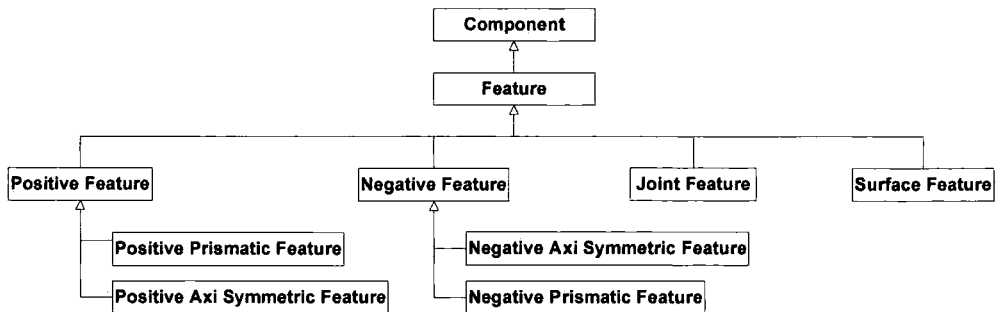 Component
Feature
Positive Feature
Negative Feature
Joint Feature
Surface Feature
Positive Prismatic Feature
Negative Axi Symmetric Feature
Positive Axi Symmetric Feature
Negative Prismatic Feature